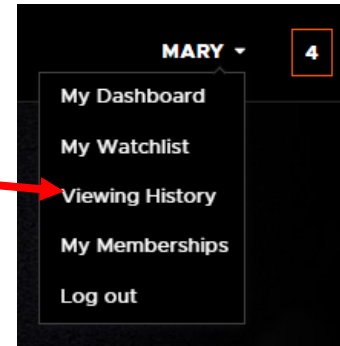 MARY 4
My Dashboard
My Watchlist
Viewing History
My Memberships
Log out